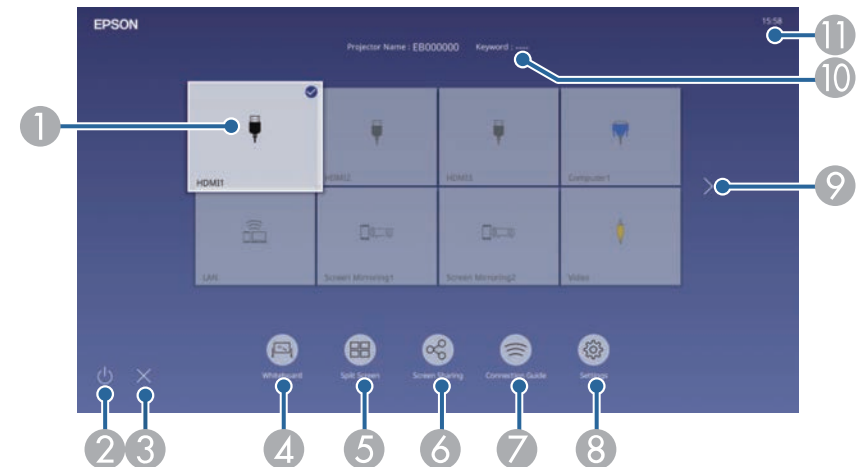 EPSON
15:58
Projector Name : EB000000 Keyword : ----
11
10
1
HDMI1
HDMI2
HDMI3
Computer1
9
LAN
Screen Mirroring1
Screen Mirroring2
Video
Whiteboard
Split Screen
Screen Sharing
Connection Guide
Settings
2
3
4
5
6
7
8